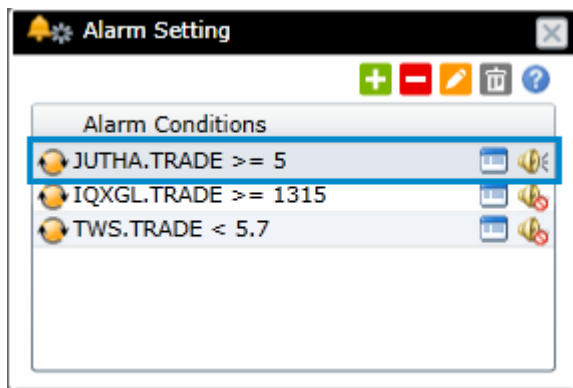 Alarm Setting
Alarm Conditions
JUTHA.TRADE >= 5
IQXGL.TRADE >= 1315
TWS.TRADE < 5.7